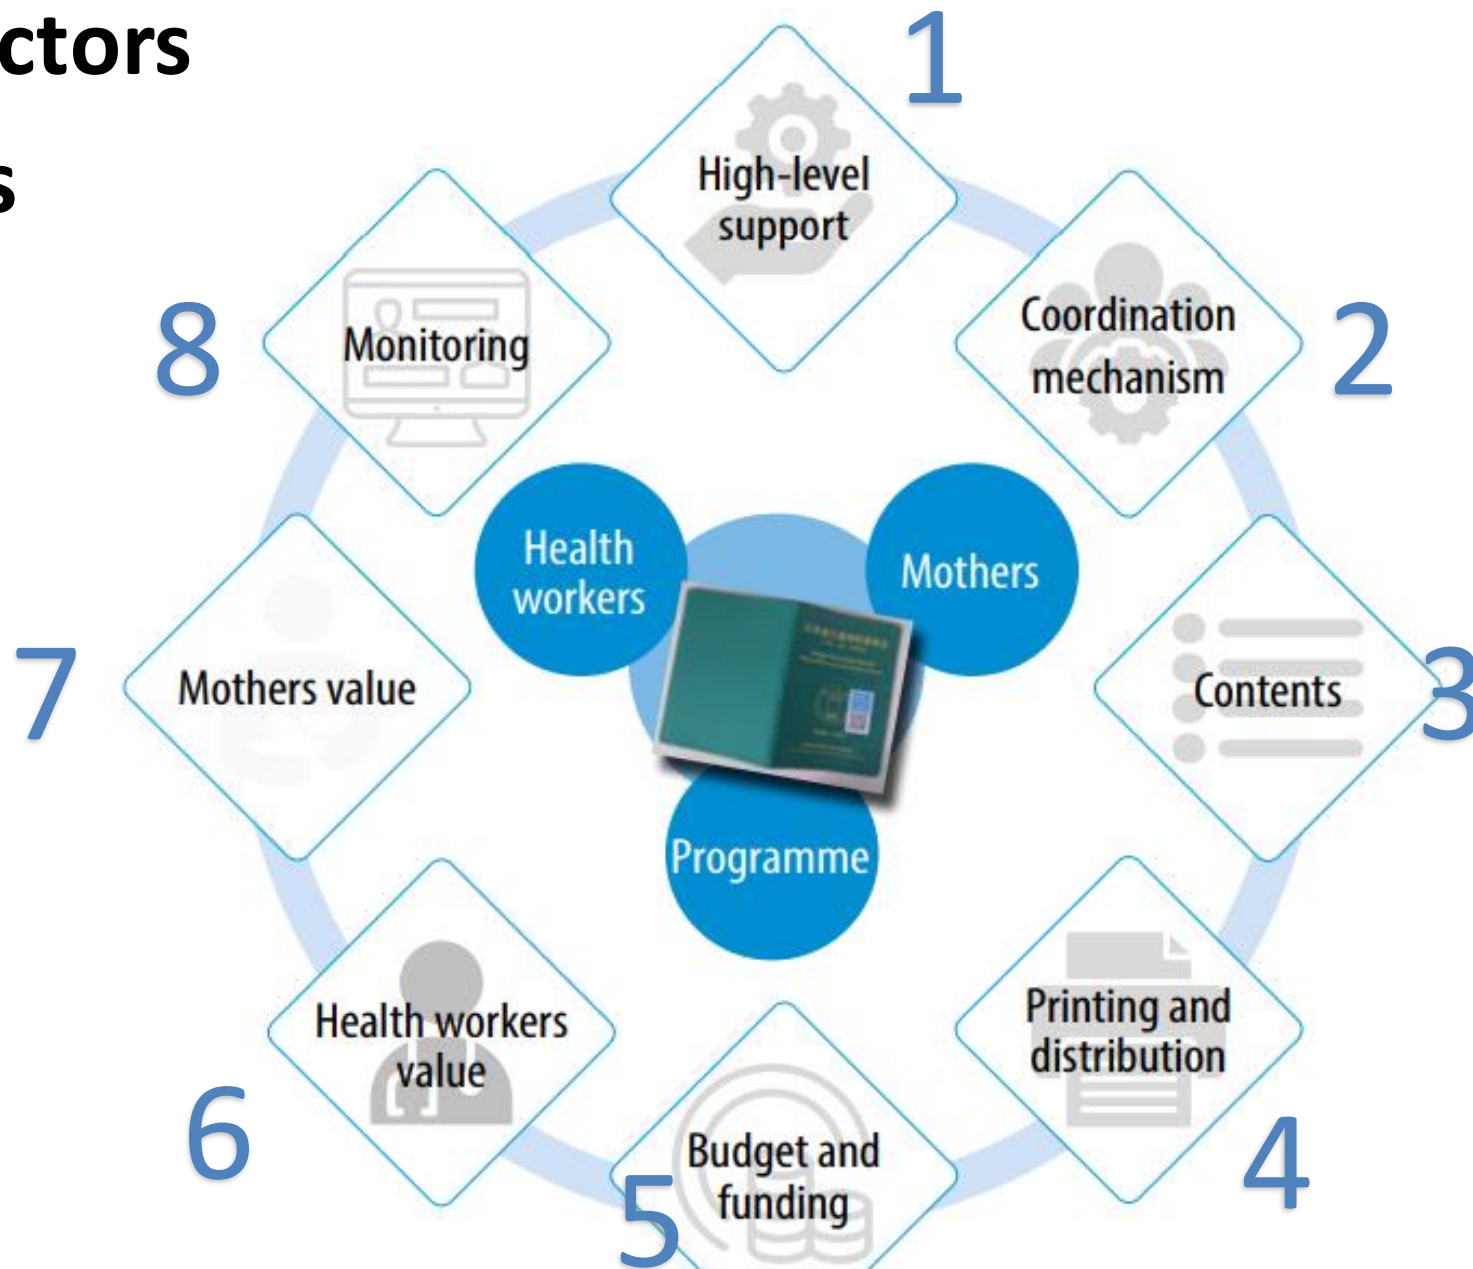 ctors
s
1
High-level
support
2
Coordination
mechanism
3
Contents
4
Printing and
distribution
5
Budget and
funding
6
Health workers
value
7
Mothers value
8
Monitoring
Health
workers
Mothers
Programme